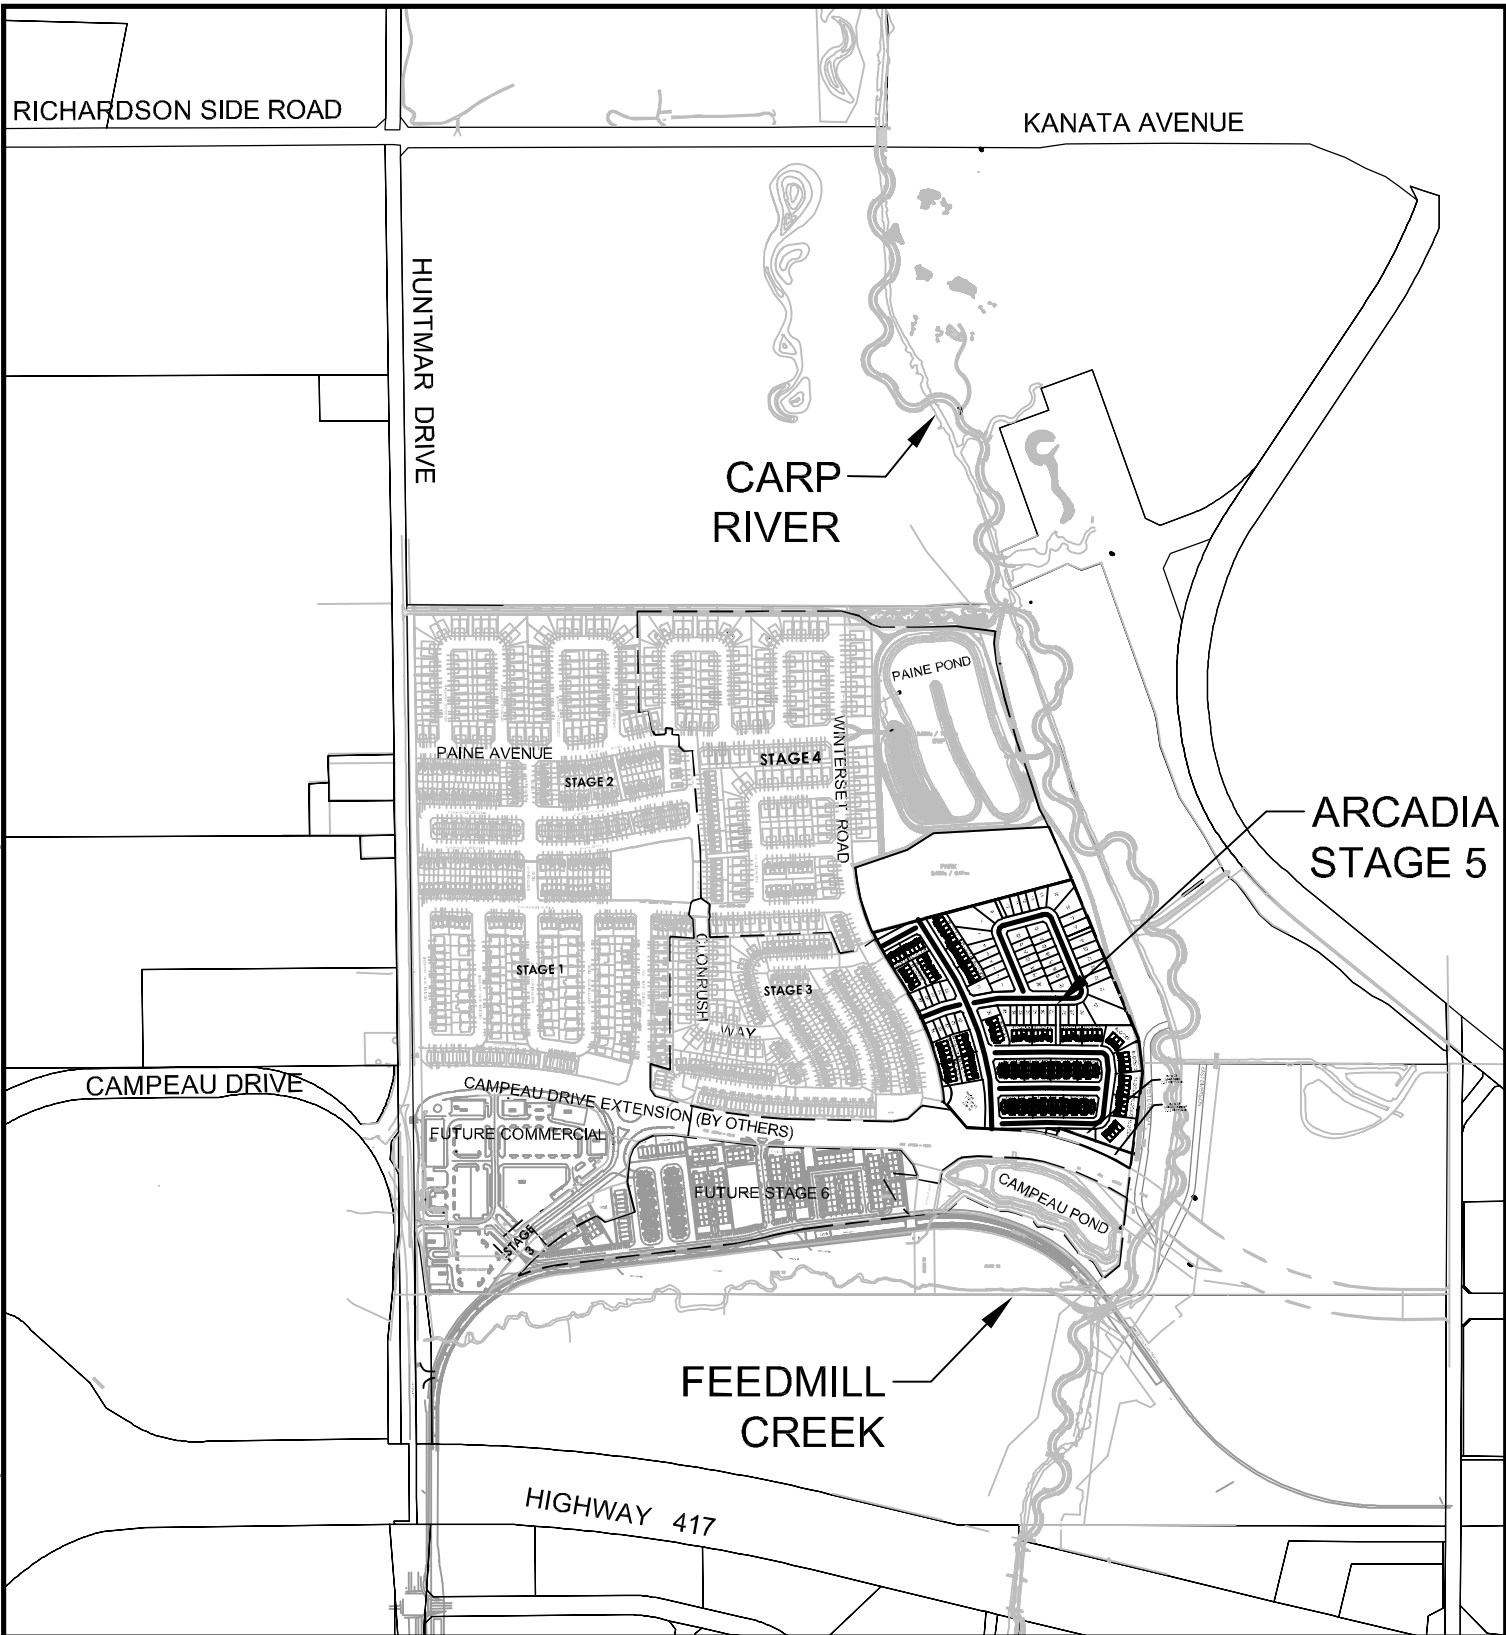 RICHARDSON SIDE ROAD
KANATA AVENUE
HUNTMAR DRIVE
CARP
RIVER
PAINE POND
PAINE AVENUE
STAGE 2
STAGE 4
WINTERSET ROAD
ARCADIA
STAGE 5
PARK
STAGE 1
CLONRUSH
WAY
STAGE 3
CAMPEAU DRIVE
CAMPEAU DRIVE EXTENSION (BY OTHERS)
FUTURE COMMERCIAL
FUTURE STAGE 6
CAMPEAU POND
STAGE
3
FEEDMILL
CREEK
HIGHWAY 417